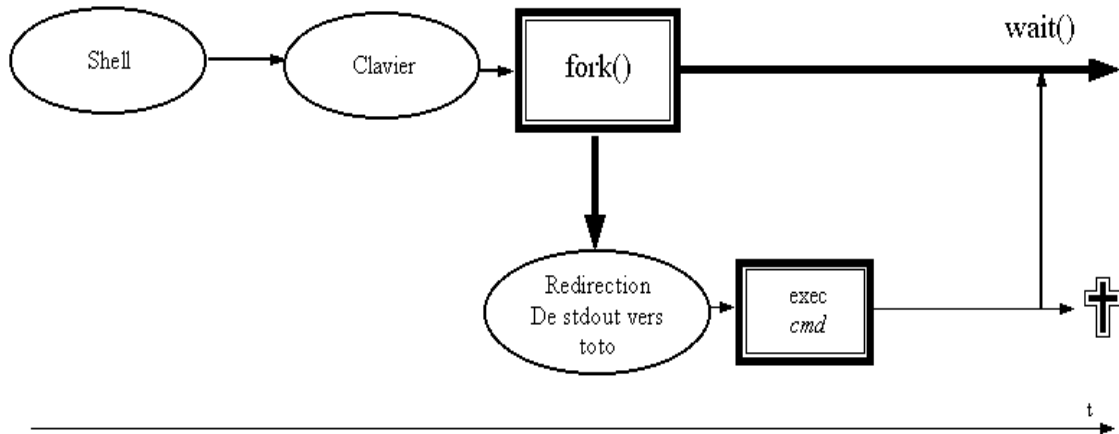 Shell
Clavier
fork()
wait()
Redirection
De stdout vers
toto
exec
cmd
t